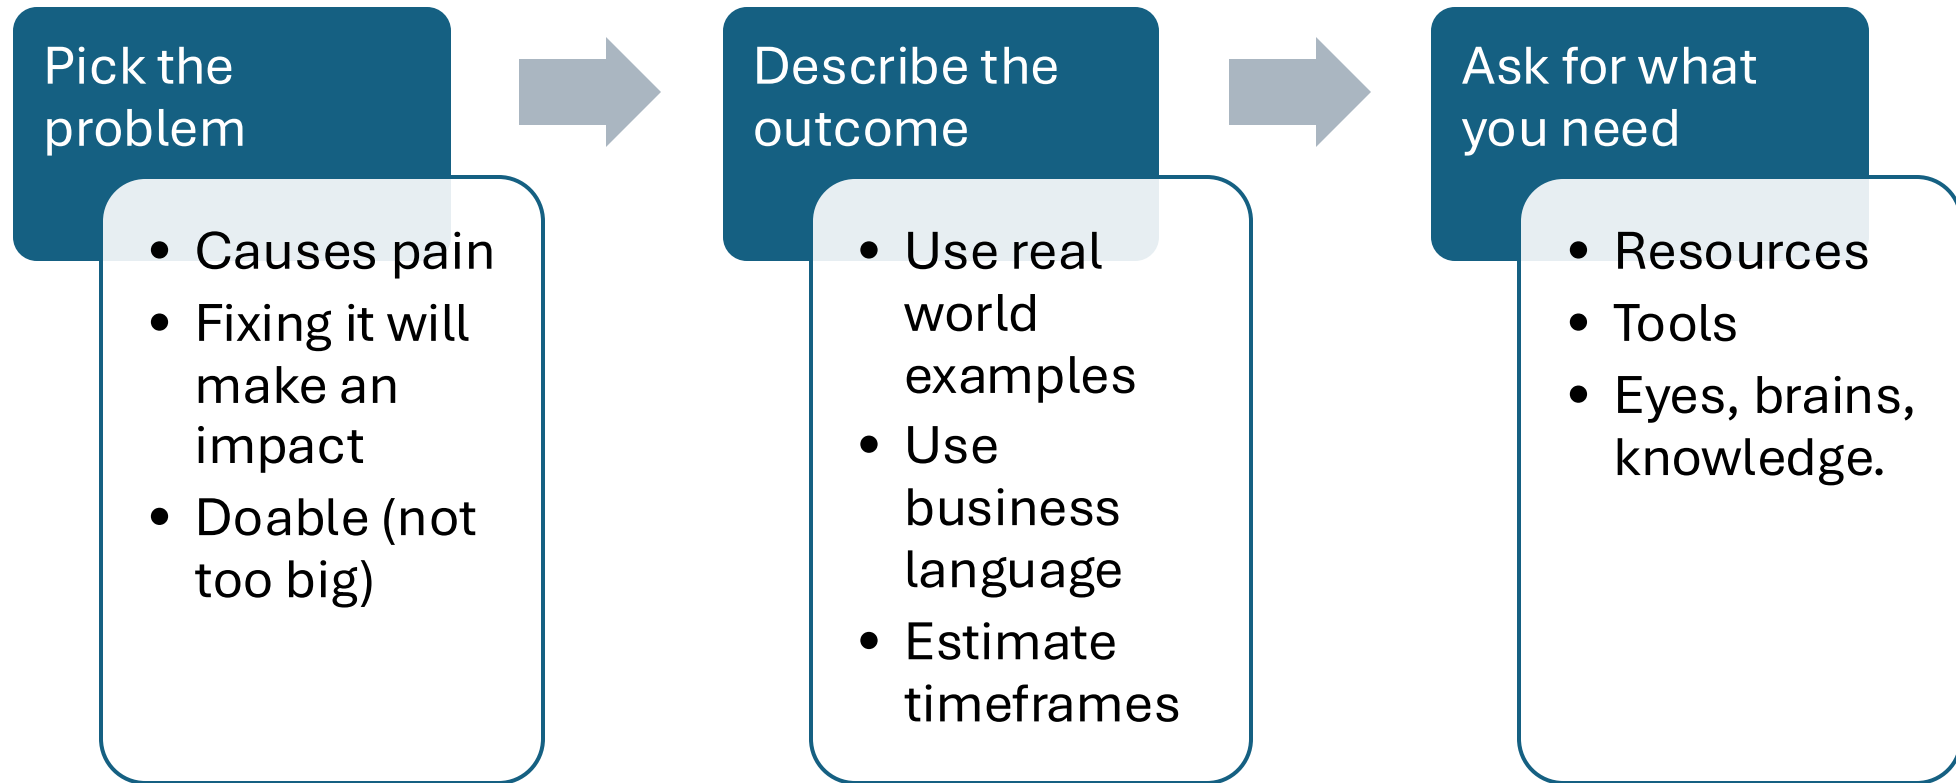 Pick the
problem
• Causes pain
• Fixing it will
make an
impact
• Doable (not
too big)
Describe the
outcome
• Use real
world
examples
• Use
business
language
• Estimate
timeframes
Ask for what
you need
• Resources
• Tools
• Eyes, brains,
knowledge.